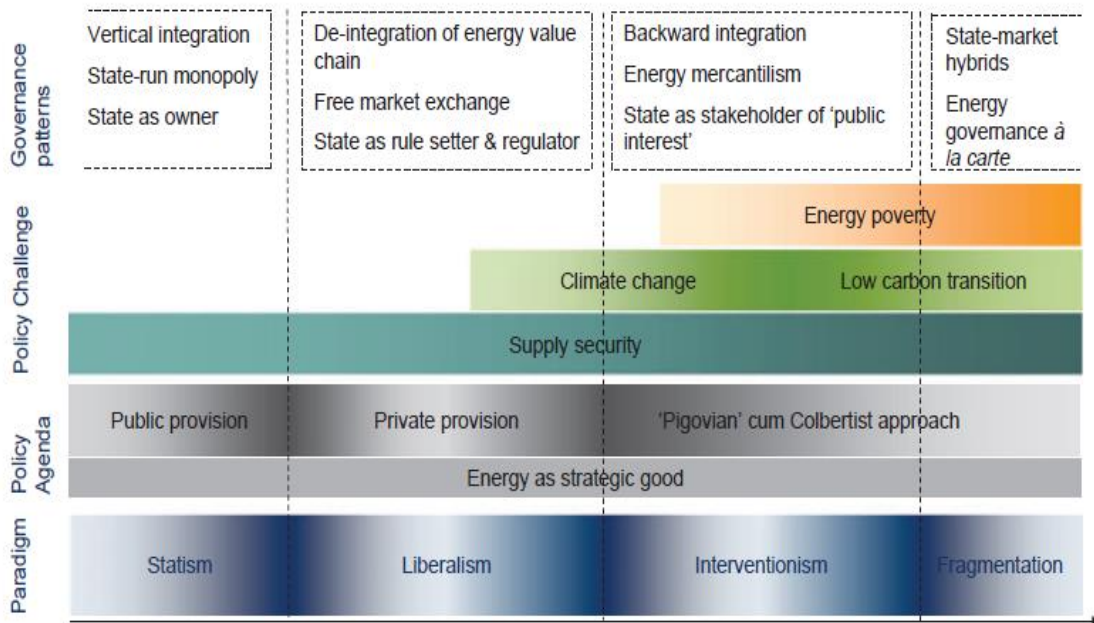 Governance
patterns
Vertical integration
State-run monopoly
State as owner
De-integration of energy value
chain
Free market exchange
State as rule setter & regulator
Backward integration
Energy mercantilism
State as stakeholder of ‘public
interest’
State-market
hybrids
Energy
governance à
la carte
Policy Challenge
Energy poverty
Climate change
Low carbon transition
Supply security
Policy
Agenda
Public provision
Private provision
‘Pigovian’ cum Colbertist approach
Energy as strategic good
Paradigm
Statism
Liberalism
Interventionism
Fragmentation